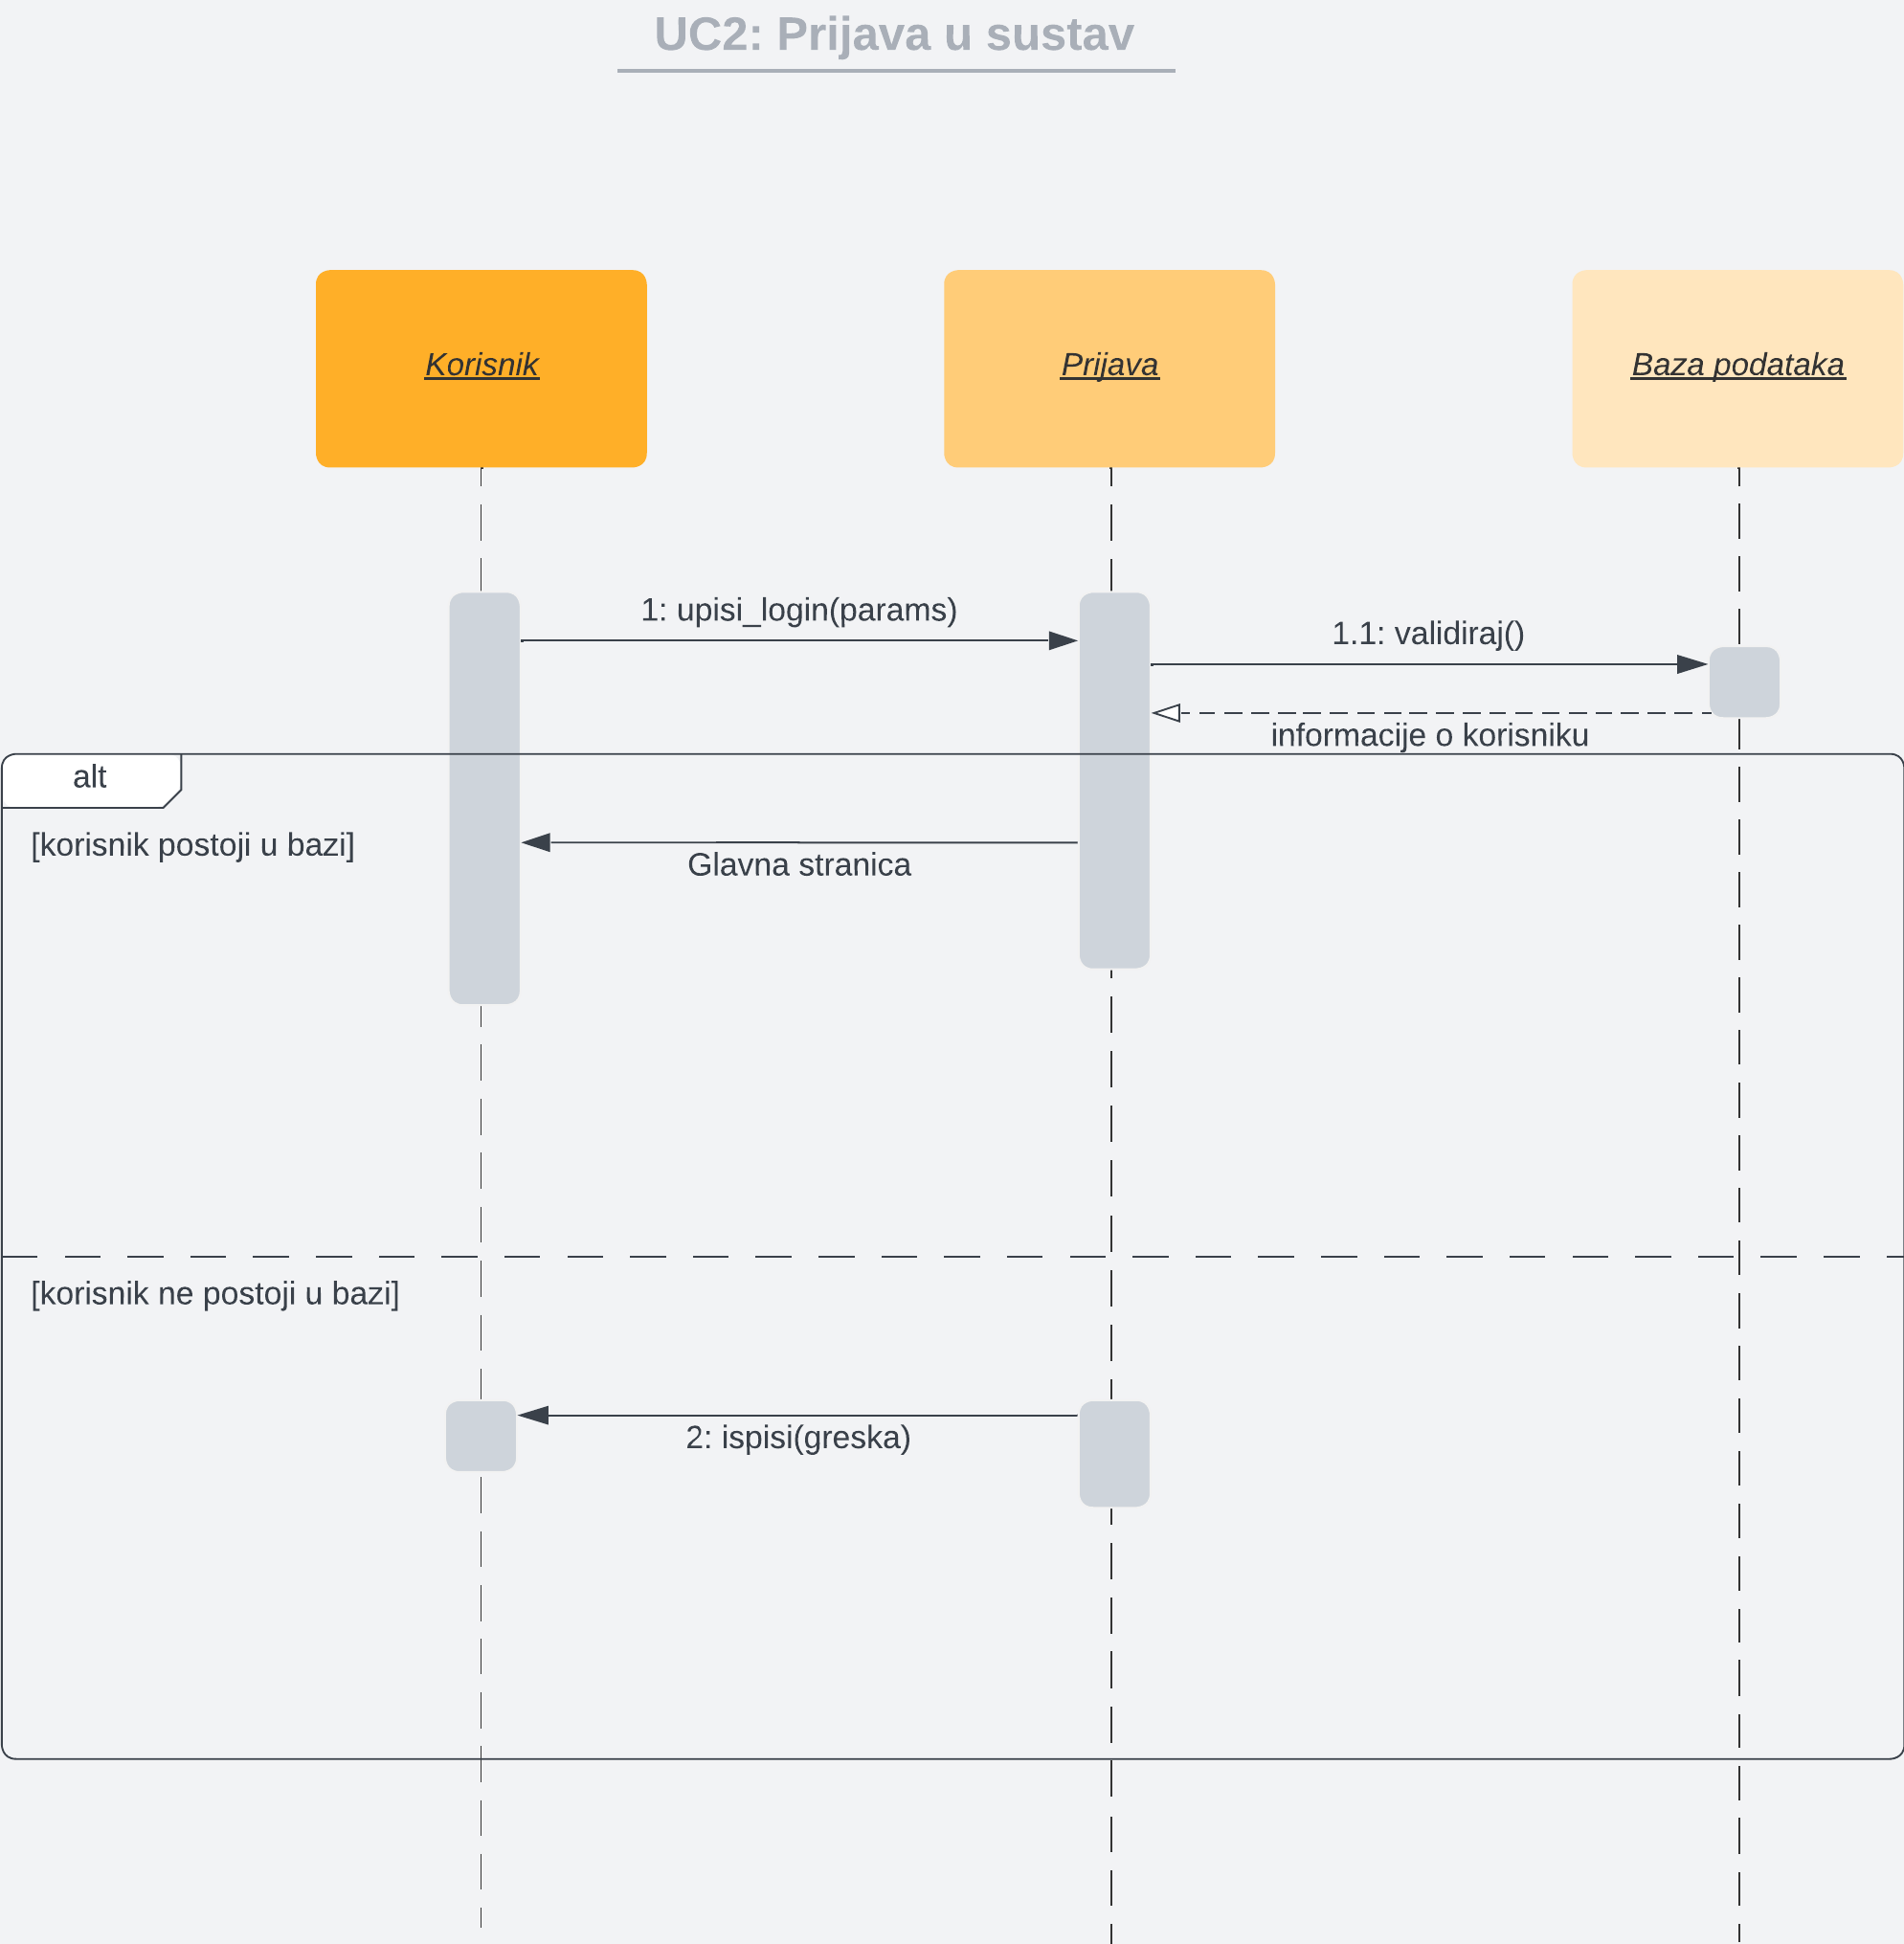 UC2: Prijava u sustav
Korisnik
Prijava
Baza podataka
1: upisi_login(params)
1.1: validiraj()
informacije o korisniku
alt
[korisnik postoji u bazi]
Glavna stranica
[korisnik ne postoji u bazi]
2: ispisi(greska)